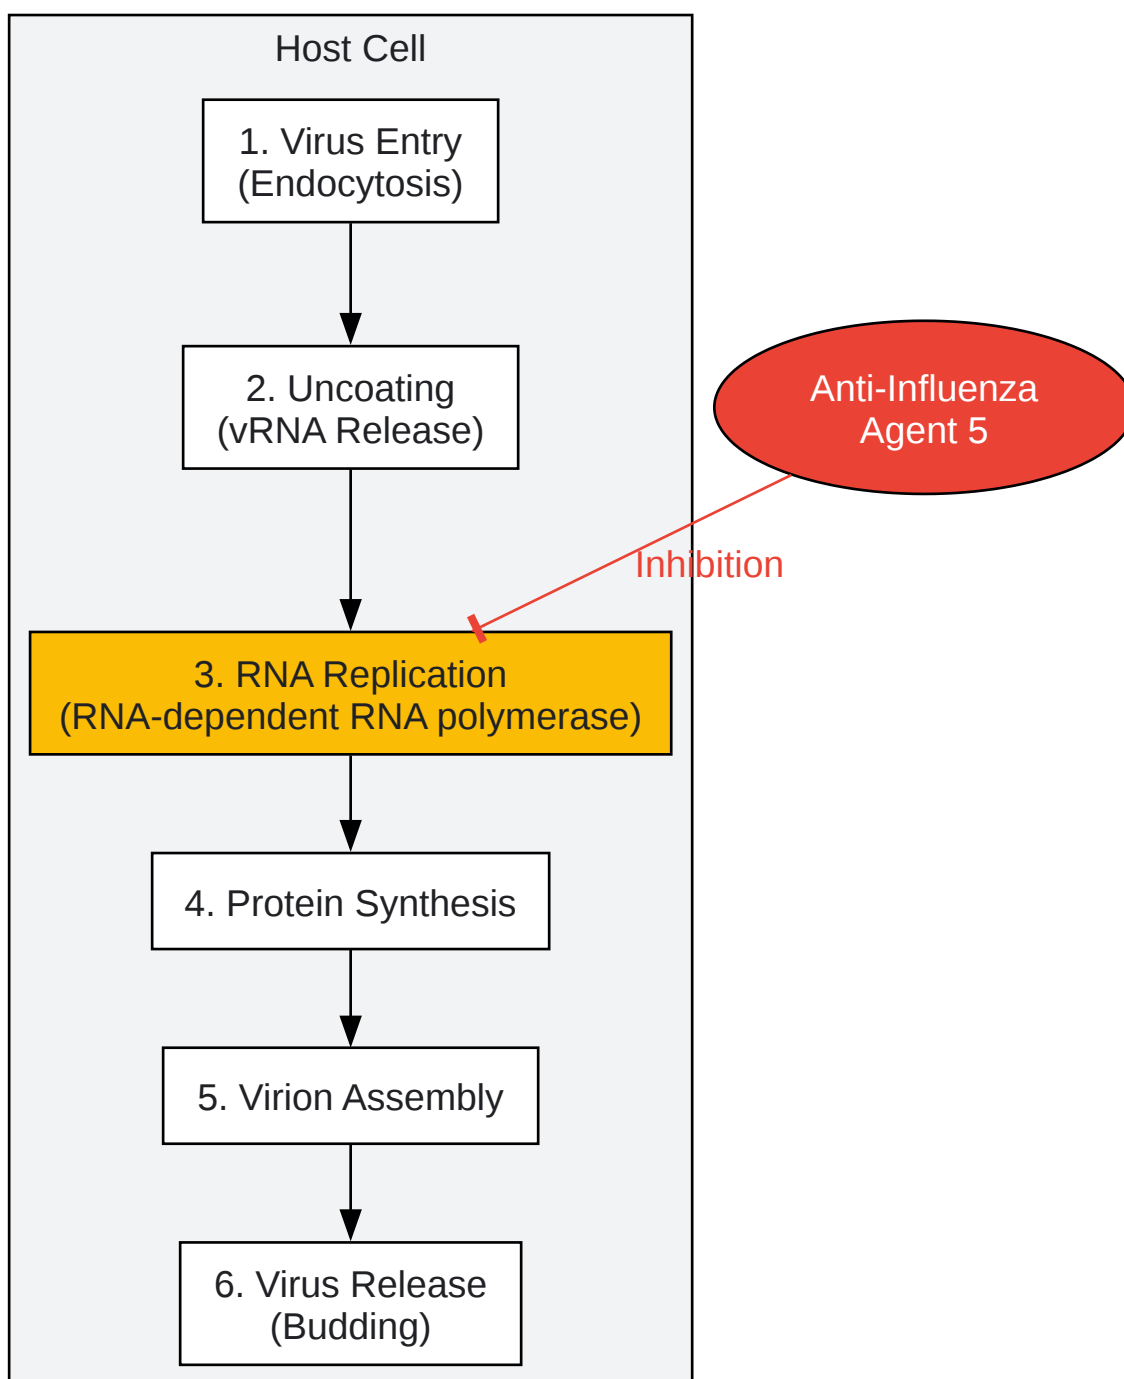 Host Cell
1. Virus Entry
(Endocytosis)
2. Uncoating
(vRNA Release)
Anti-Influenza
Agent 5
Inhibition
3. RNA Replication
(RNA-dependent RNA polymerase)
4. Protein Synthesis
5. Virion Assembly
6. Virus Release
(Budding)